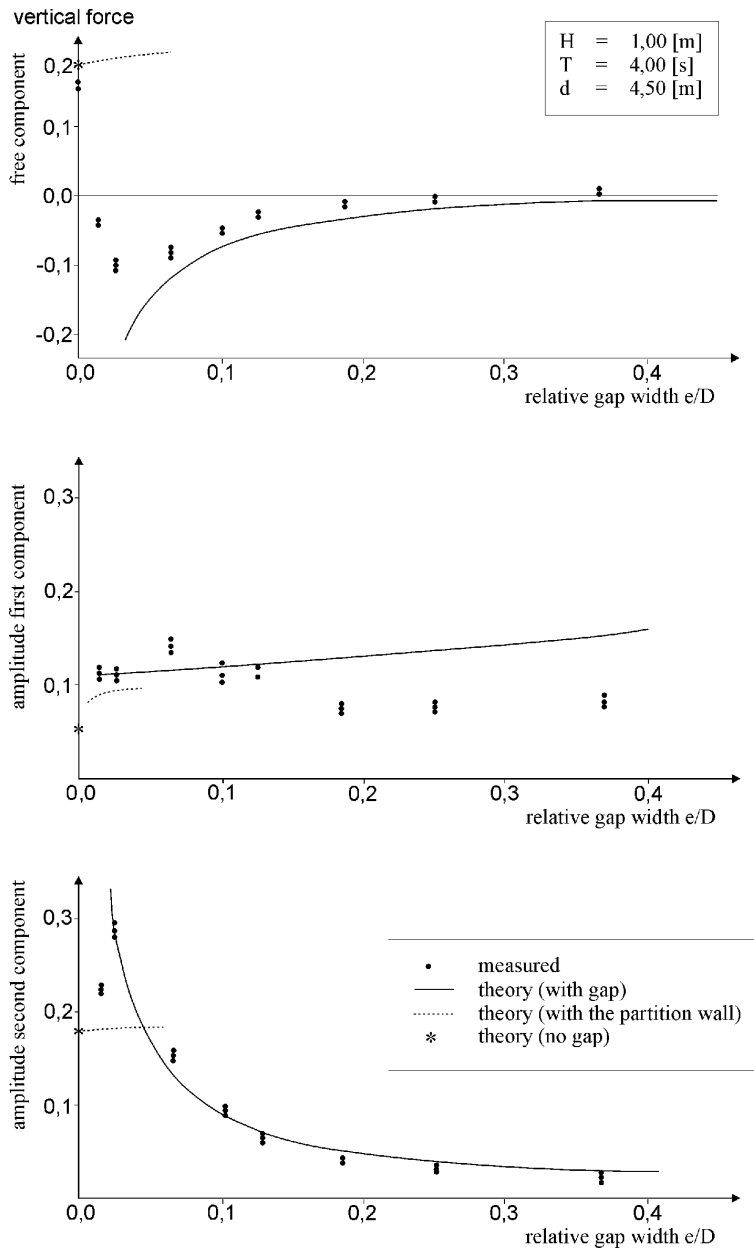 vertical force
free component
0,2
0,1
0,0
-0,1
-0,2
H = 1,00 [m]
T = 4,00 [s]
d = 4,50 [m]
0,0 0,1 0,2 0,3 0,4
relative gap width e/D
amplitude first component
0,3
0,2
0,1
0,0 0,1 0,2 0,3 0,4
relative gap width e/D
amplitude second component
0,3
0,2
0,1
measured
theory (with gap)
theory (with the partition wall)
theory (no gap)
0,0 0,1 0,2 0,3 0,4
relative gap width e/D